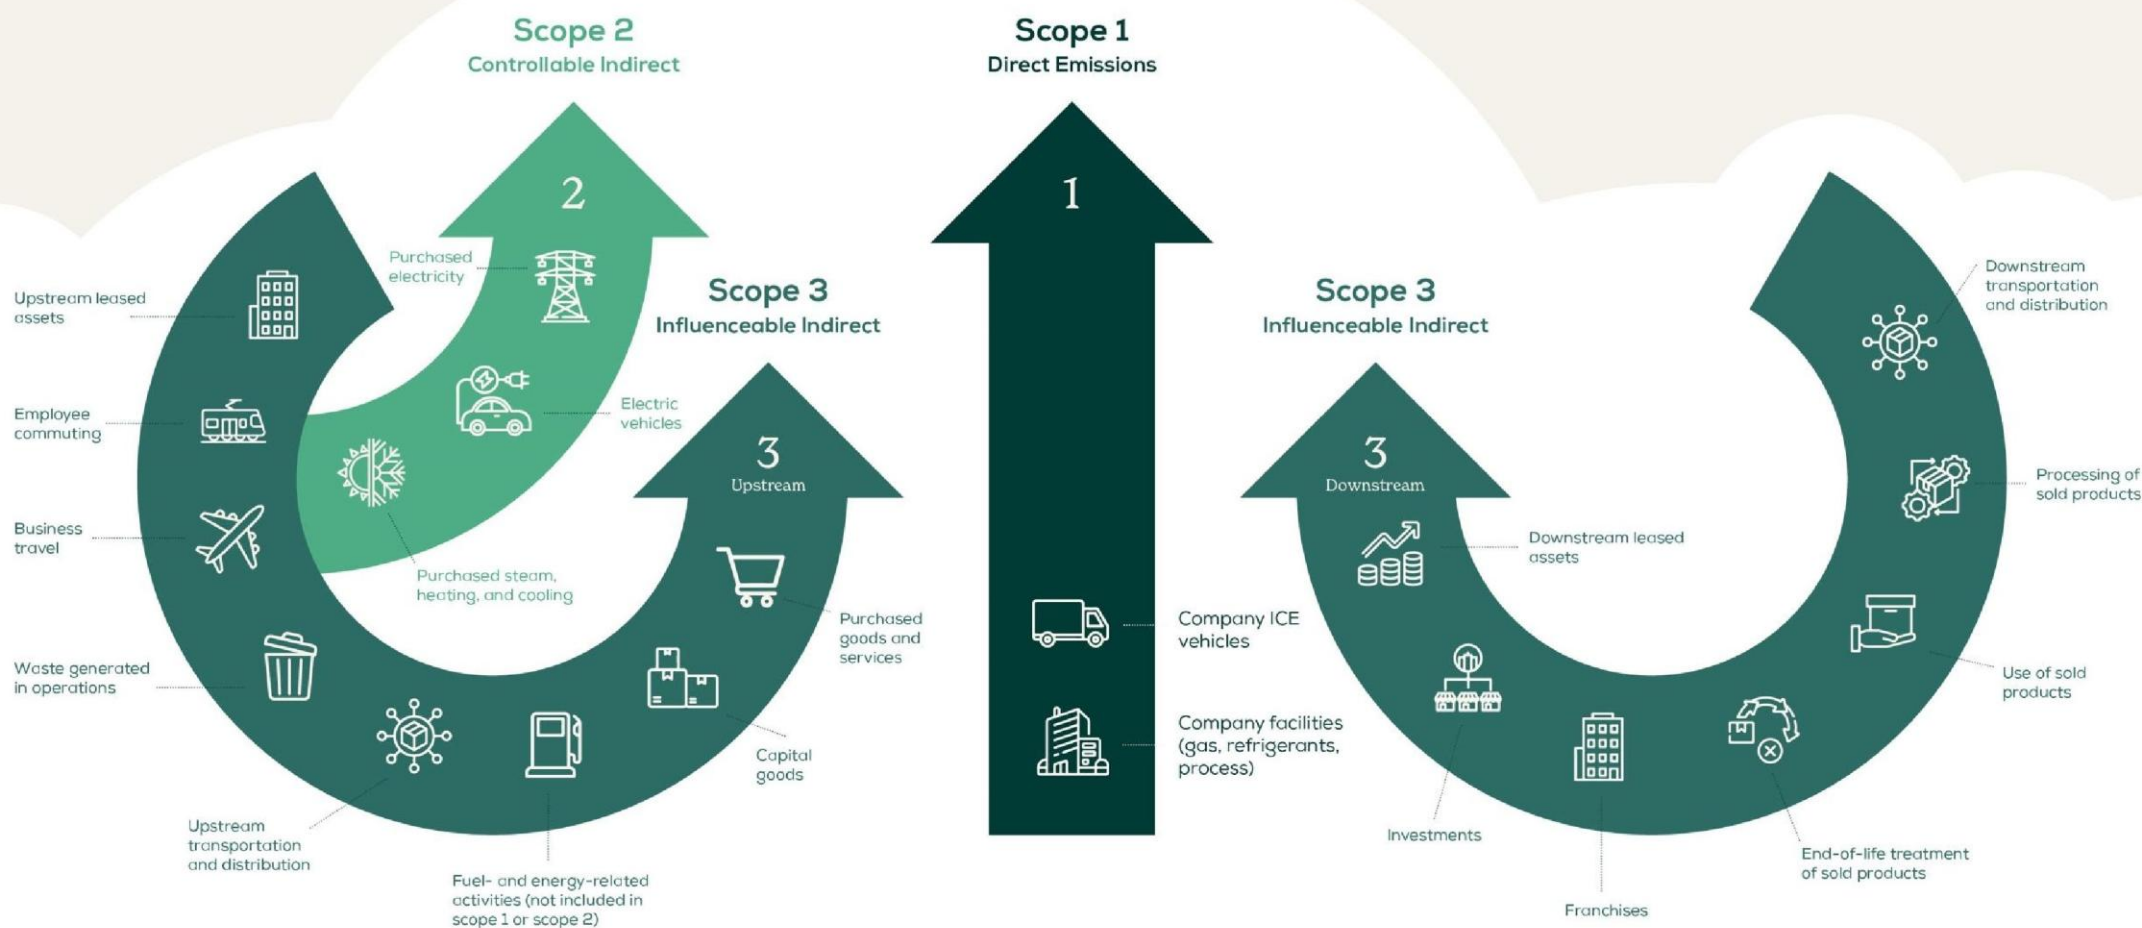 Scope 2
Controllable Indirect
2
Purchased
electricity
Electric
vehicles
Purchased steam,
heating, and cooling
Scope 3
Influenceable Indirect
3
Upstream
Upstream leased
assets
Employee
commuting
Business
travel
Waste generated
in operations
Upstream
transportation
and distribution
Fuel- and energy-related
activities (not included in
scope 1 or scope 2)
Capital
goods
Purchased
goods and
services
Scope 1
Direct Emissions
1
Company ICE
vehicles
Company facilities
(gas, refrigerants,
process)
Scope 3
Influenceable Indirect
3
Downstream
Downstream leased
assets
Investments
Franchises
End-of-life treatment
of sold products
Use of sold
products
Processing of
sold products
Downstream
transportation
and distribution